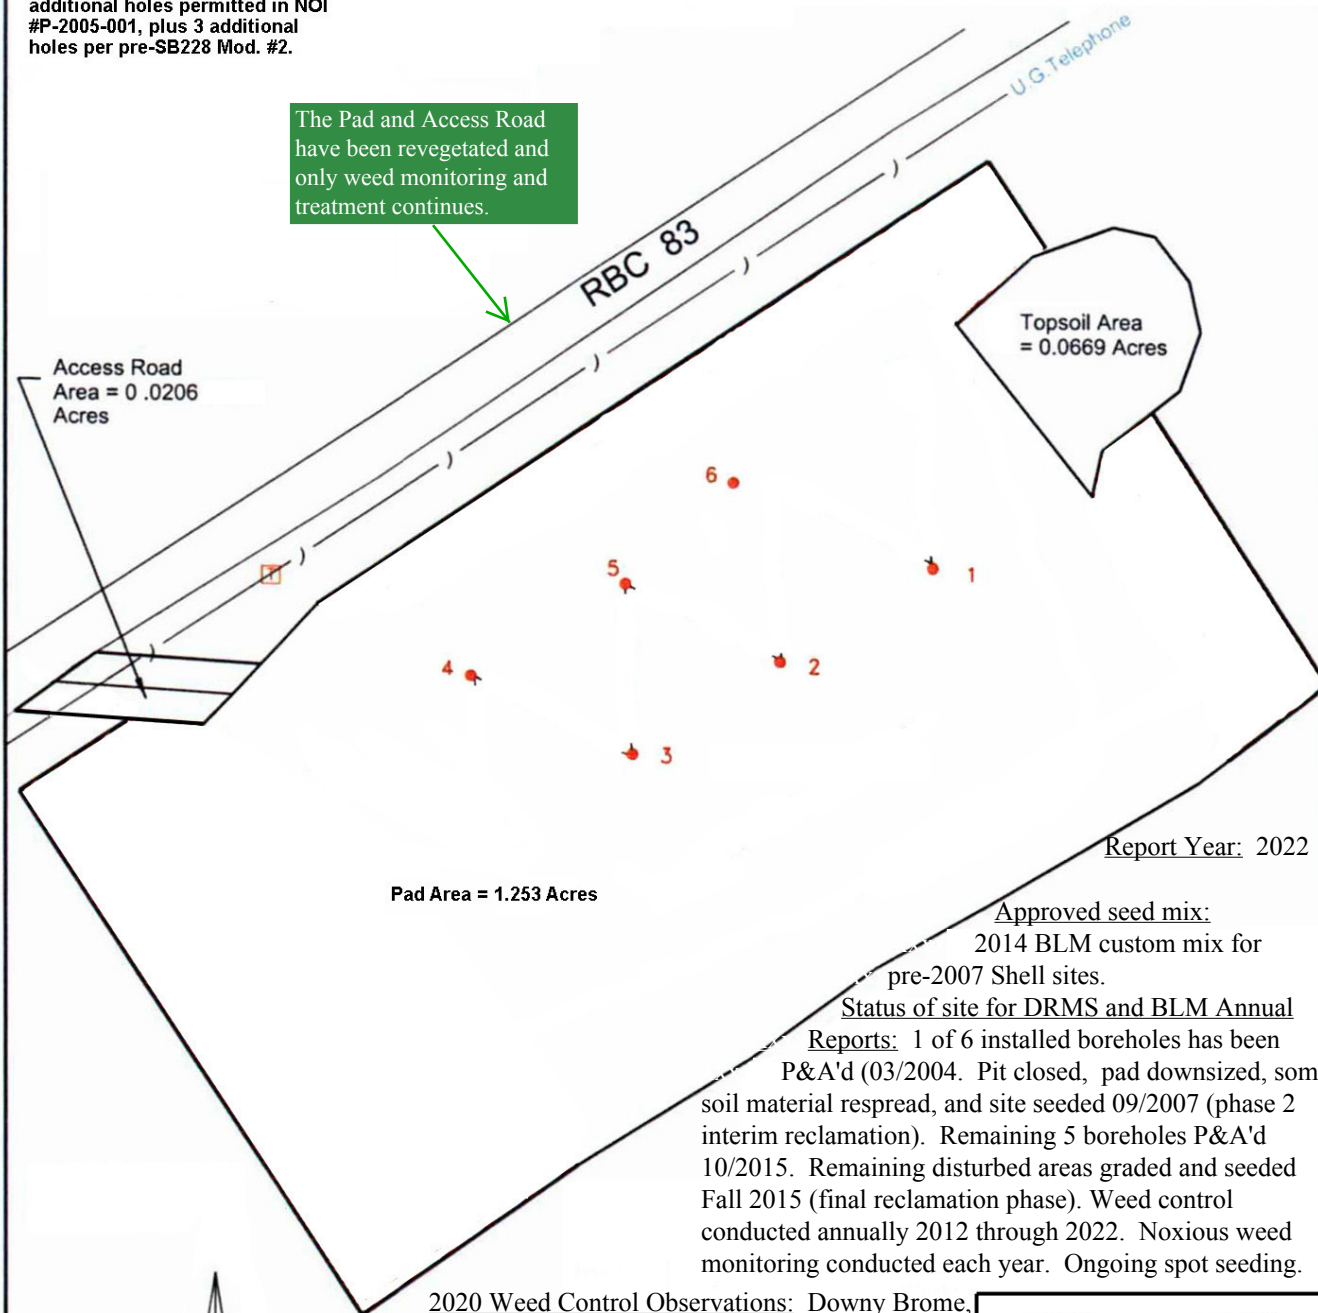 additional holes permitted in NOI
#P-2005-001, plus 3 additional
holes per pre-SB228 Mod. #2.
U.G.Telephone
The Pad and Access Road
have been revegetated and
only weed monitoring and
treatment continues.
RBC 83
Topsoil Area
= 0.0669 Acres
Access Road
Area = 0 .0206
Acres
6
5
1
T
4
2
3
Pad Area = 1.253 Acres
Report Year: 2022
Approved seed mix:
2014 BLM custom mix for
pre-2007 Shell sites.
Status of site for DRMS and BLM Annual
Reports: 1 of 6 installed boreholes has been
P&A'd (03/2004. Pit closed, pad downsized, som
soil material respread, and site seeded 09/2007 (phase 2
interim reclamation). Remaining 5 boreholes P&A'd
10/2015. Remaining disturbed areas graded and seeded
Fall 2015 (final reclamation phase). Weed control
conducted annually 2012 through 2022. Noxious weed
monitoring conducted each year. Ongoing spot seeding.
2020 Weed Control Observations: Downy Brome,